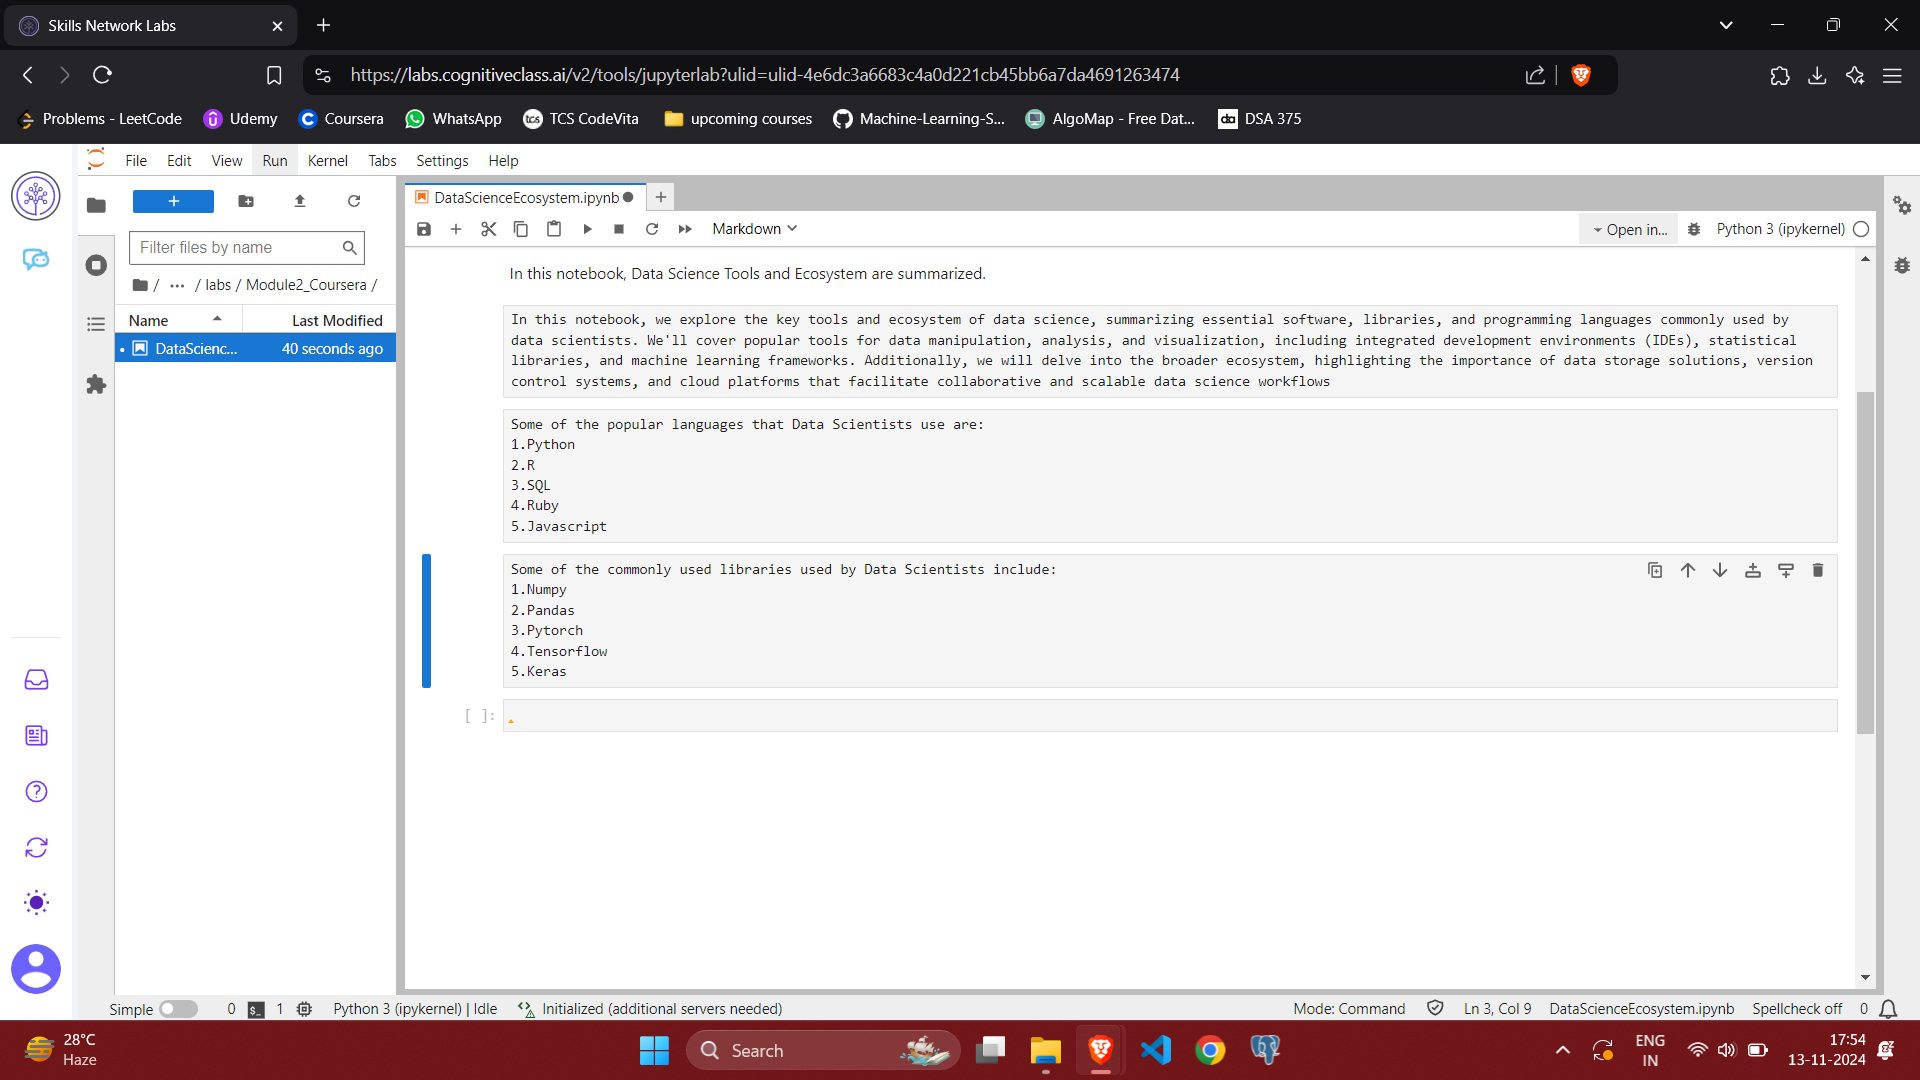 Skills Network Labs
https://labs.cognitiveclass.ai/v2/tools/jupyterlab?ulid=ulid-4e6dc3a6683c4a0d221cb45bb6a7da4691263474
Problems - LeetCode Udemy Coursera WhatsApp tcs TCS CodeVita upcoming courses Machine-Learning-S... AlgoMap - Free Dat... da DSA 375
File Edit View Run Kernel Tabs Settings Help
DataScienceEcosystem.ipynb
Markdown Open in... Python 3 (ipykernel)
Filter files by name
/ ... / labs / Module2_Coursera /
Name Last Modified
DataScienc... 40 seconds ago
In this notebook, Data Science Tools and Ecosystem are summarized.
In this notebook, we explore the key tools and ecosystem of data science, summarizing essential software, libraries, and programming languages commonly used by
data scientists. We'll cover popular tools for data manipulation, analysis, and visualization, including integrated development environments (IDEs), statistical
libraries, and machine learning frameworks. Additionally, we will delve into the broader ecosystem, highlighting the importance of data storage solutions, version
control systems, and cloud platforms that facilitate collaborative and scalable data science workflows
Some of the popular languages that Data Scientists use are:
1.Python
2.R
3.SQL
4.Ruby
5.Javascript
Some of the commonly used libraries used by Data Scientists include:
1.Numpy
2.Pandas
3.Pytorch
4.Tensorflow
5.Keras
[ ]:
Simple 0 $_ 1 Python 3 (ipykernel) | Idle Initialized (additional servers needed) Mode: Command Ln 3, Col 9 DataScienceEcosystem.ipynb Spellcheck off 0
28°C
Haze
Search
ENG
IN
17:54
13-11-2024